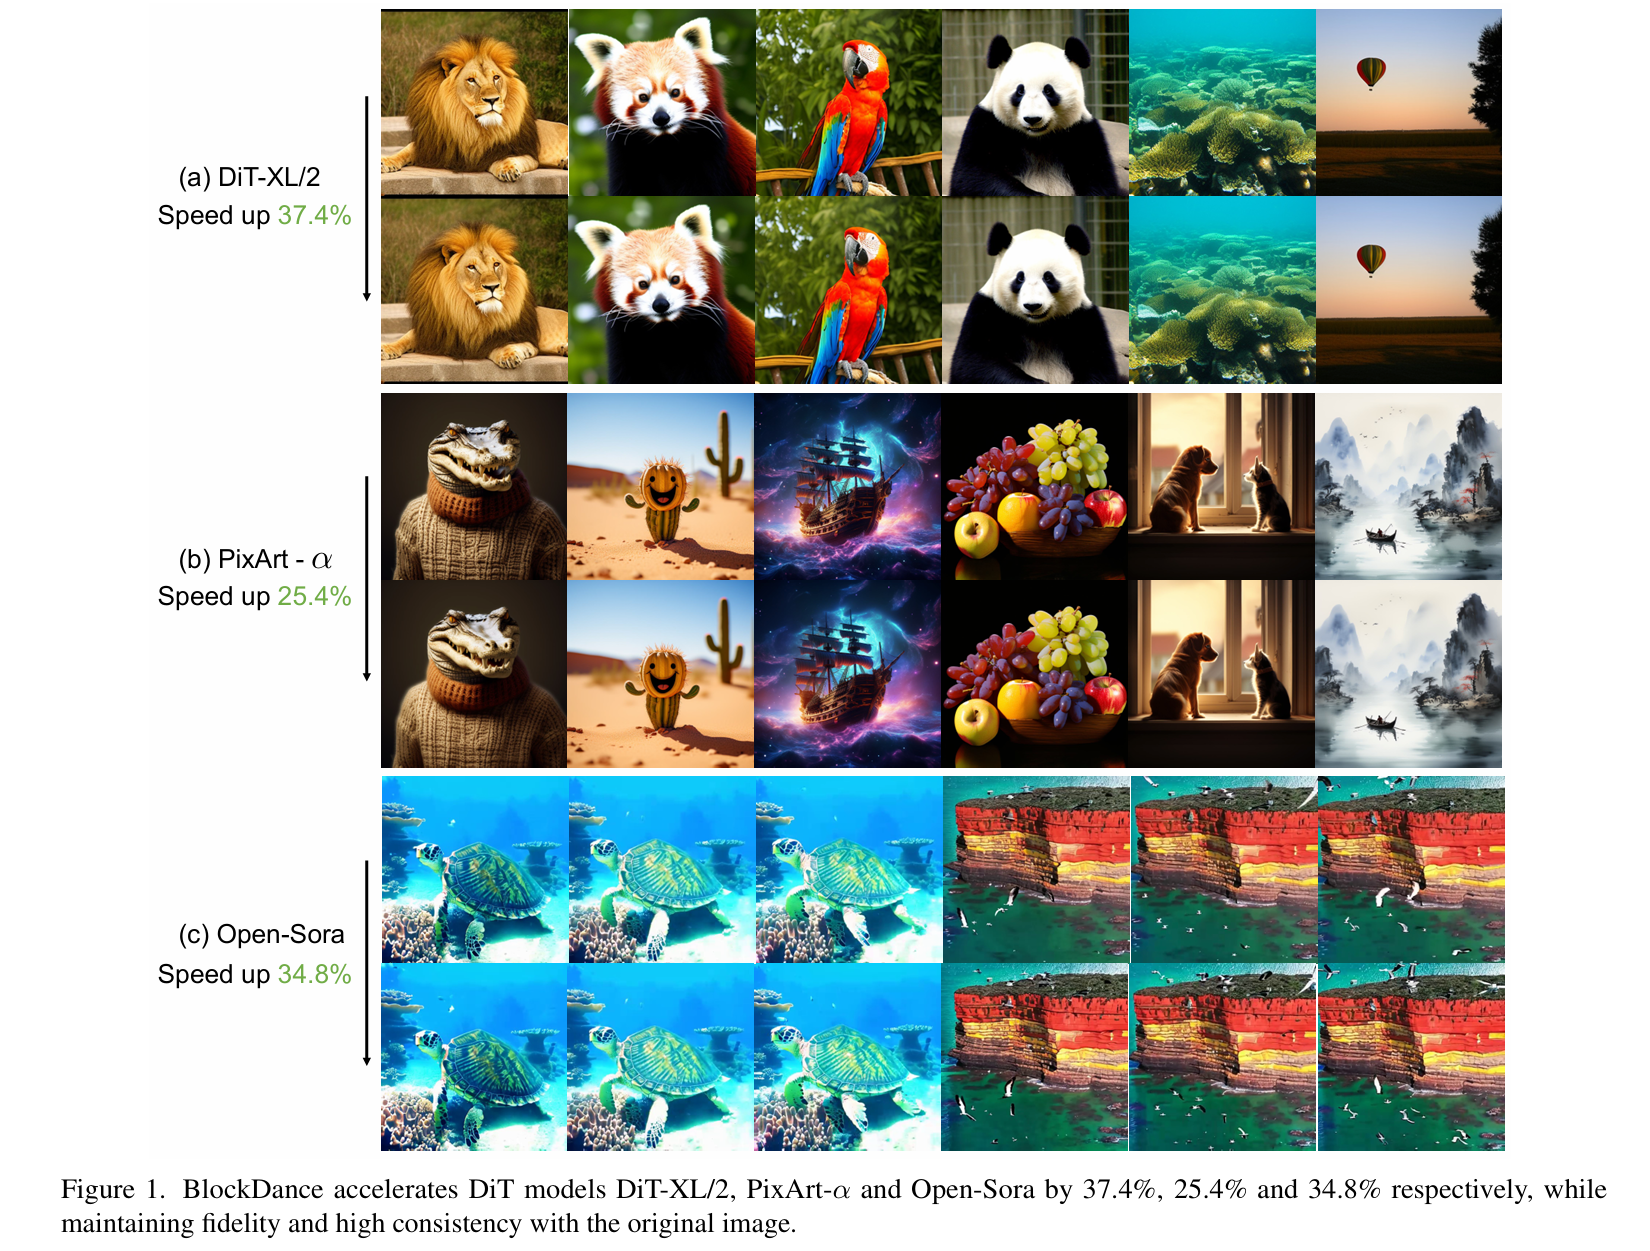 (a) DiT-XL/2
Speed up 37.4%
(b) PixArt - α
Speed up 25.4%
(c) Open-Sora
Speed up 34.8%
Figure 1. BlockDance accelerates DiT models DiT-XL/2, PixArt-α and Open-Sora by 37.4%, 25.4% and 34.8% respectively, while
maintaining fidelity and high consistency with the original image.